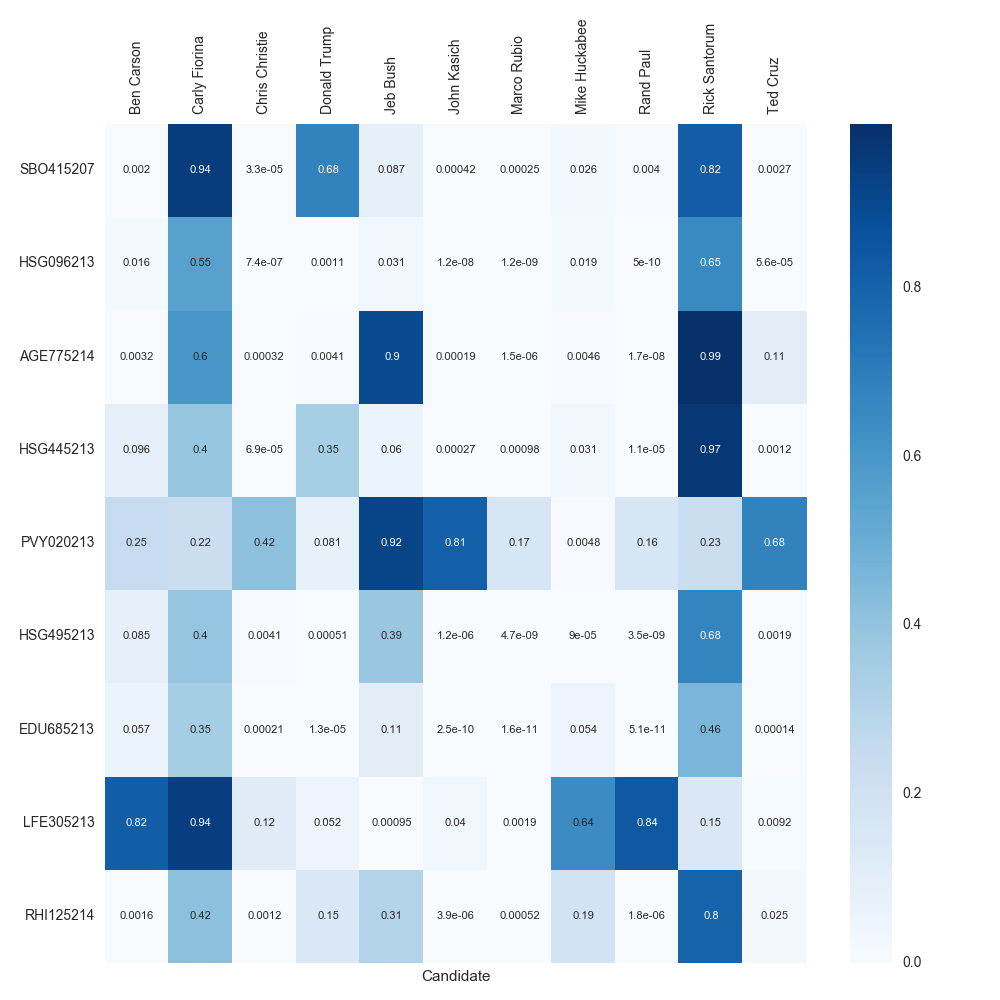 Ben Carson Carly Fiorina Chris Christie Donald Trump Jeb Bush John Kasich Marco Rubio Mike Huckabee Rand Paul Rick Santorum Ted Cruz
SBO415207 0.002 0.94 3.3e-05 0.68 0.087 0.00042 0.00025 0.026 0.004 0.82 0.0027
HSG096213 0.016 0.55 7.4e-07 0.0011 0.031 1.2e-08 1.2e-09 0.019 5e-10 0.65 5.6e-05
0.8
AGE775214 0.0032 0.6 0.00032 0.0041 0.9 0.00019 1.5e-06 0.0046 1.7e-08 0.99 0.11
HSG445213 0.096 0.4 6.9e-05 0.35 0.06 0.00027 0.00098 0.031 1.1e-05 0.97 0.0012
0.6
PVY020213 0.25 0.22 0.42 0.081 0.92 0.81 0.17 0.0048 0.16 0.23 0.68
0.4
HSG495213 0.085 0.4 0.0041 0.00051 0.39 1.2e-06 4.7e-09 9e-05 3.5e-09 0.68 0.0019
EDU685213 0.057 0.35 0.00021 1.3e-05 0.11 2.5e-10 1.6e-11 0.054 5.1e-11 0.46 0.00014
0.2
LFE305213 0.82 0.94 0.12 0.052 0.00095 0.04 0.0019 0.64 0.84 0.15 0.0092
RHI125214 0.0016 0.42 0.0012 0.15 0.31 3.9e-06 0.00052 0.19 1.8e-06 0.8 0.025
0.0
Candidate